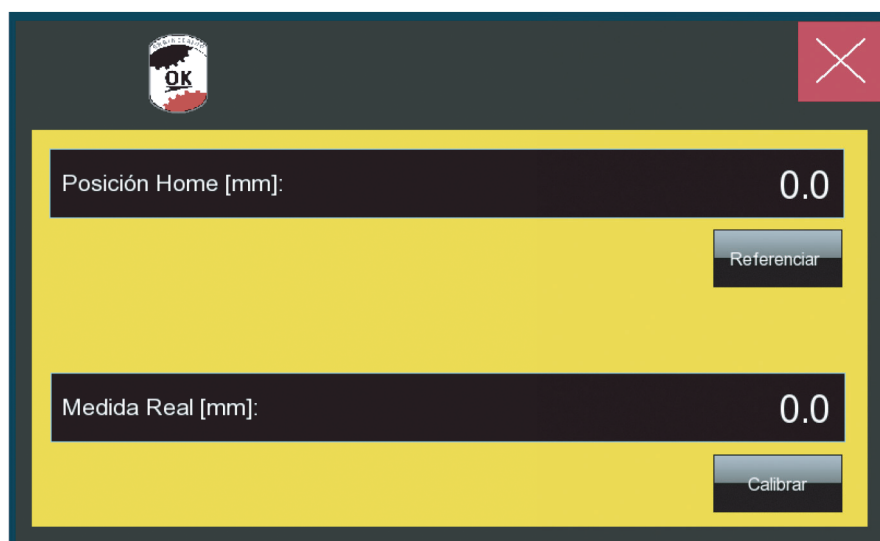 OK
Posición Home [mm]: 0.0
Referenciar
Medida Real [mm]: 0.0
Calibrar